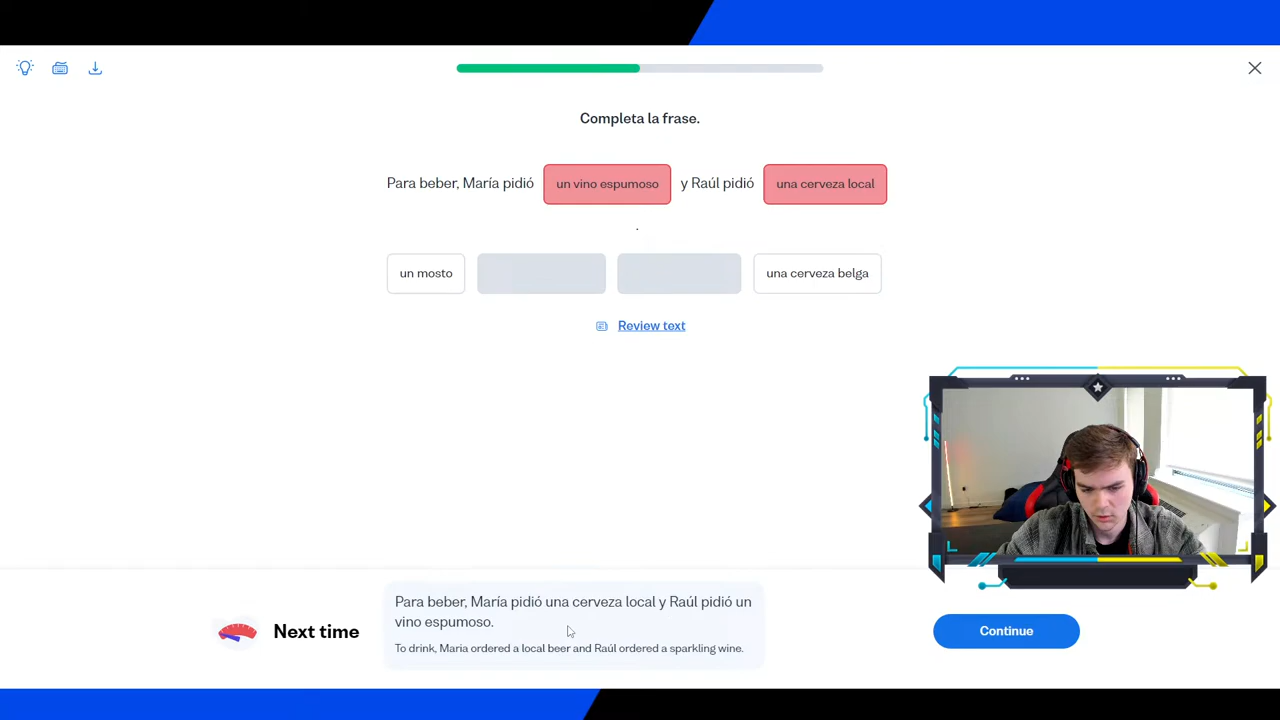 Completa la frase.
Para beber, María pidió un vino espumoso y Raúl pidió una cerveza local
.
un mosto una cerveza belga
Review text
Next time
Para beber, María pidió una cerveza local y Raúl pidió un
vino espumoso.
To drink, Maria ordered a local beer and Raúl ordered a sparkling wine.
Continue